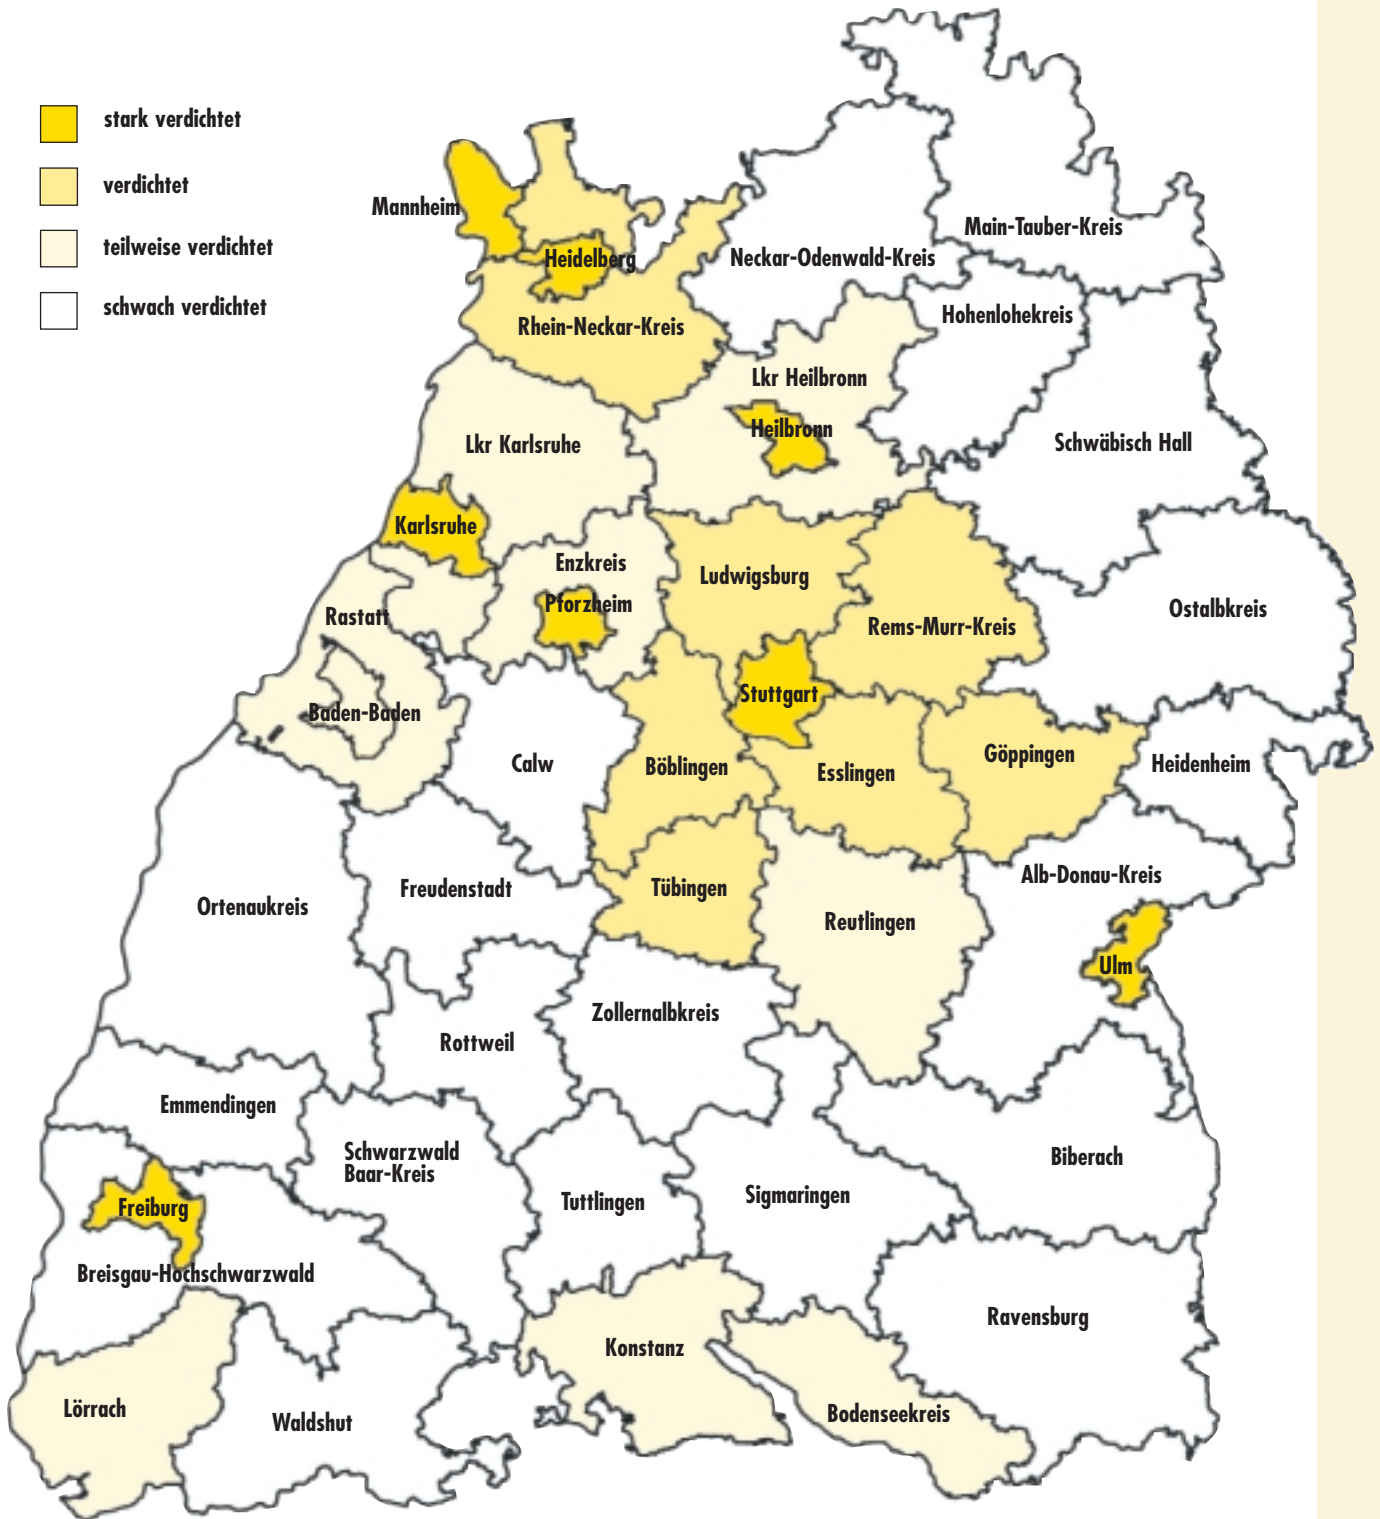 stark verdichtet
verdichtet
teilweise verdichtet
schwach verdichtet
Mannheim
Heidelberg
Rhein-Neckar-Kreis
Neckar-Odenwald-Kreis
Main-Tauber-Kreis
Hohenlohekreis
Lkr Heilbronn
Heilbronn
Schwäbisch Hall
Lkr Karlsruhe
Karlsruhe
Enzkreis
Pforzheim
Ludwigsburg
Rems-Murr-Kreis
Ostalbkreis
Rastatt
Baden-Baden
Stuttgart
Calw
Böblingen
Esslingen
Göppingen
Heidenheim
Ortenaukreis
Freudenstadt
Tübingen
Reutlingen
Alb-Donau-Kreis
Ulm
Rottweil
Zollernalbkreis
Emmendingen
Schwarzwald
Baar-Kreis
Tuttlingen
Sigmaringen
Biberach
Freiburg
Breisgau-Hochschwarzwald
Konstanz
Ravensburg
Lörrach
Waldshut
Bodenseekreis